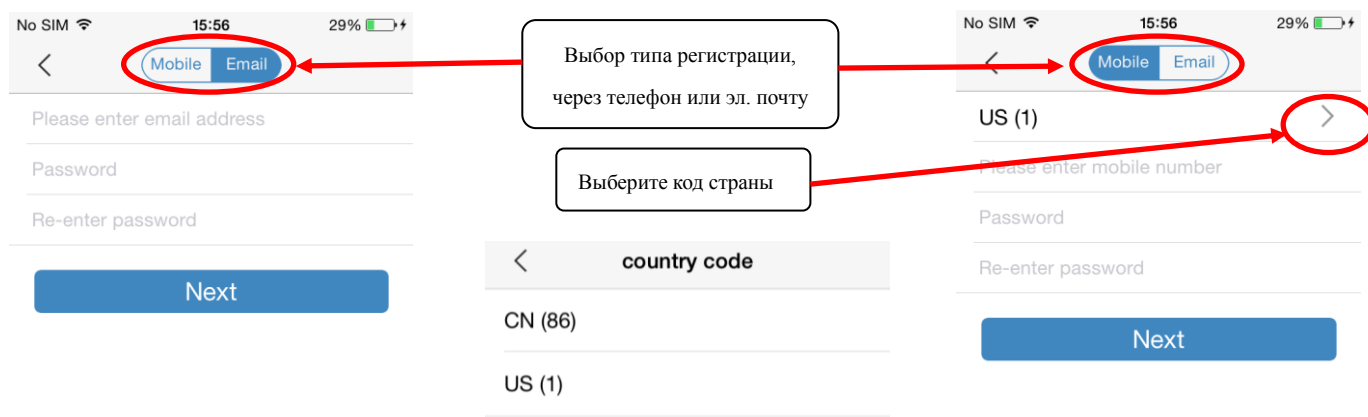 No SIM 15:56 29%
Mobile Email
Please enter email address
Password
Re-enter password
Next
Выбор типа регистрации,
через телефон или эл. почту
Выберите код страны
country code
CN (86)
US (1)
No SIM 15:56 29%
Mobile Email
US (1)
Please enter mobile number
Password
Re-enter password
Next